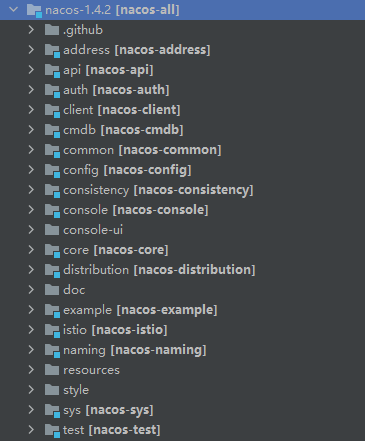 nacos-1.4.2 [nacos-all]
.github
address [nacos-address]
api [nacos-api]
auth [nacos-auth]
client [nacos-client]
cmdb [nacos-cmdb]
common [nacos-common]
config [nacos-config]
consistency [nacos-consistency]
console [nacos-console]
console-ui
core [nacos-core]
distribution [nacos-distribution]
doc
example [nacos-example]
istio [nacos-istio]
naming [nacos-naming]
resources
style
sys [nacos-sys]
test [nacos-test]